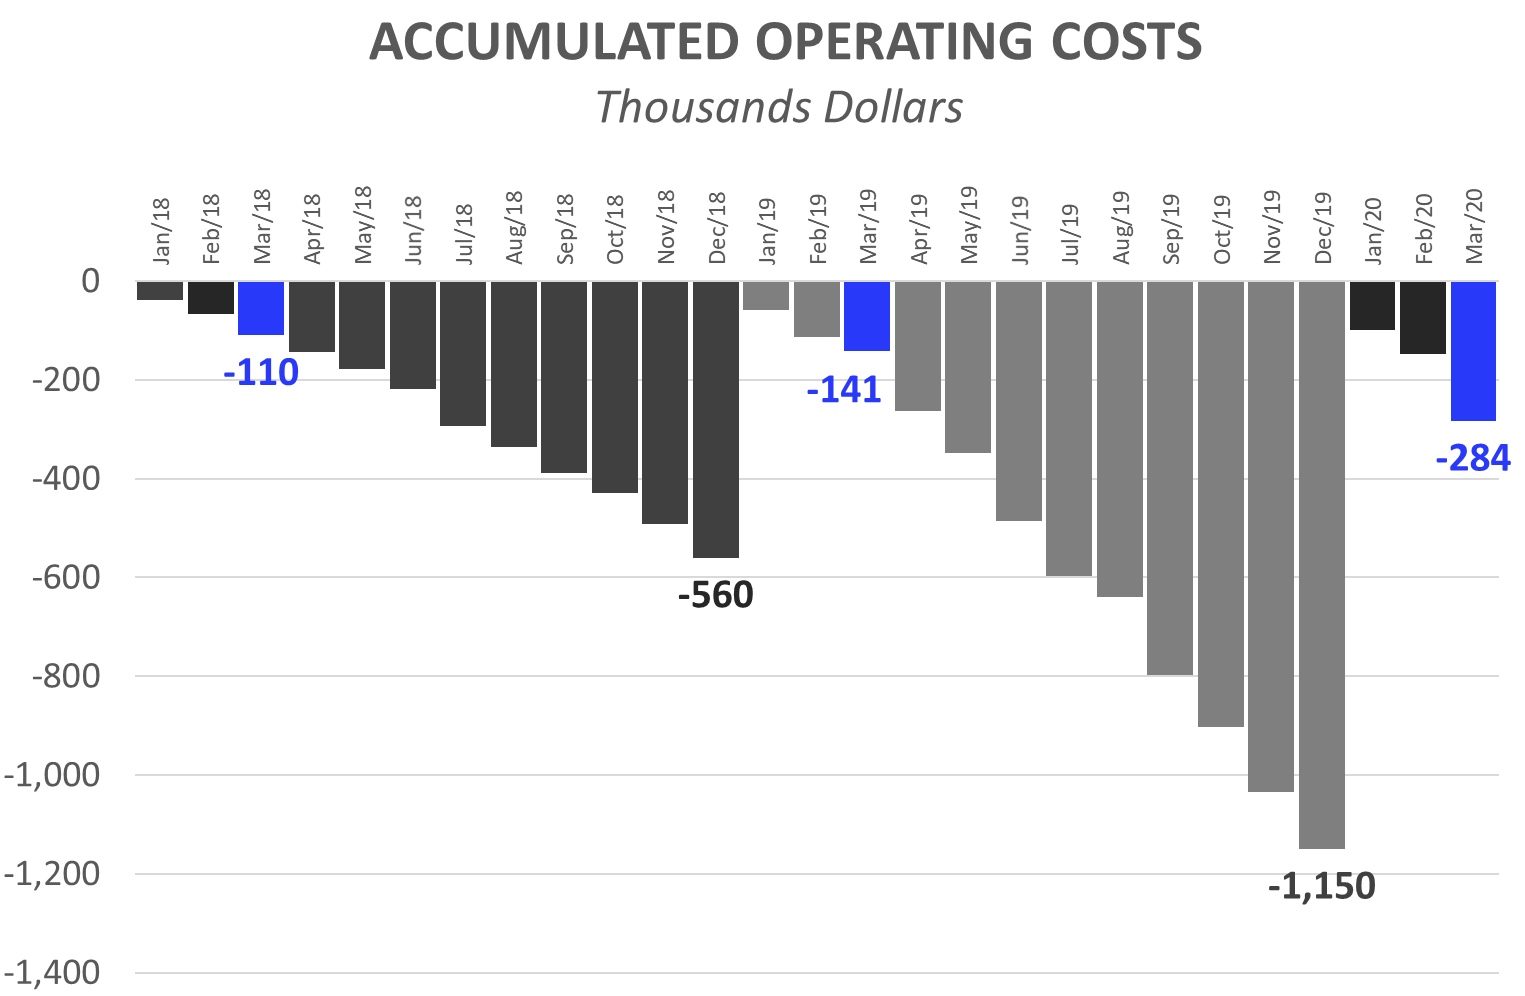 ACCUMULATED OPERATING COSTS
Thousands Dollars
Jan/18
Feb/18
Mar/18
Apr/18
May/18
Jun/18
Jul/18
Aug/18
Sep/18
Oct/18
Nov/18
Dec/18
Jan/19
Feb/19
Mar/19
Apr/19
May/19
Jun/19
Jul/19
Aug/19
Sep/19
Oct/19
Nov/19
Dec/19
Jan/20
Feb/20
Mar/20
0
-200
-400
-600
-800
-1,000
-1,200
-1,400
-110
-560
-141
-1,150
-284